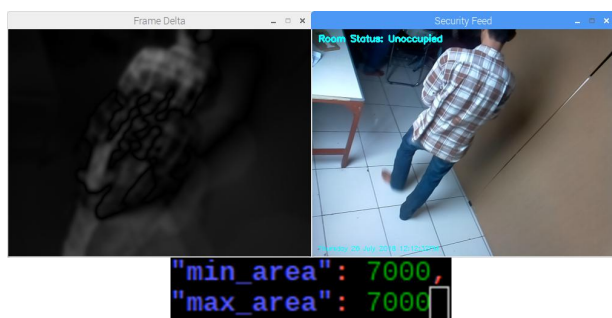 Frame Delta
Security Feed
Room Status: Unoccupied
"min_area": 7000,
"max_area": 7000